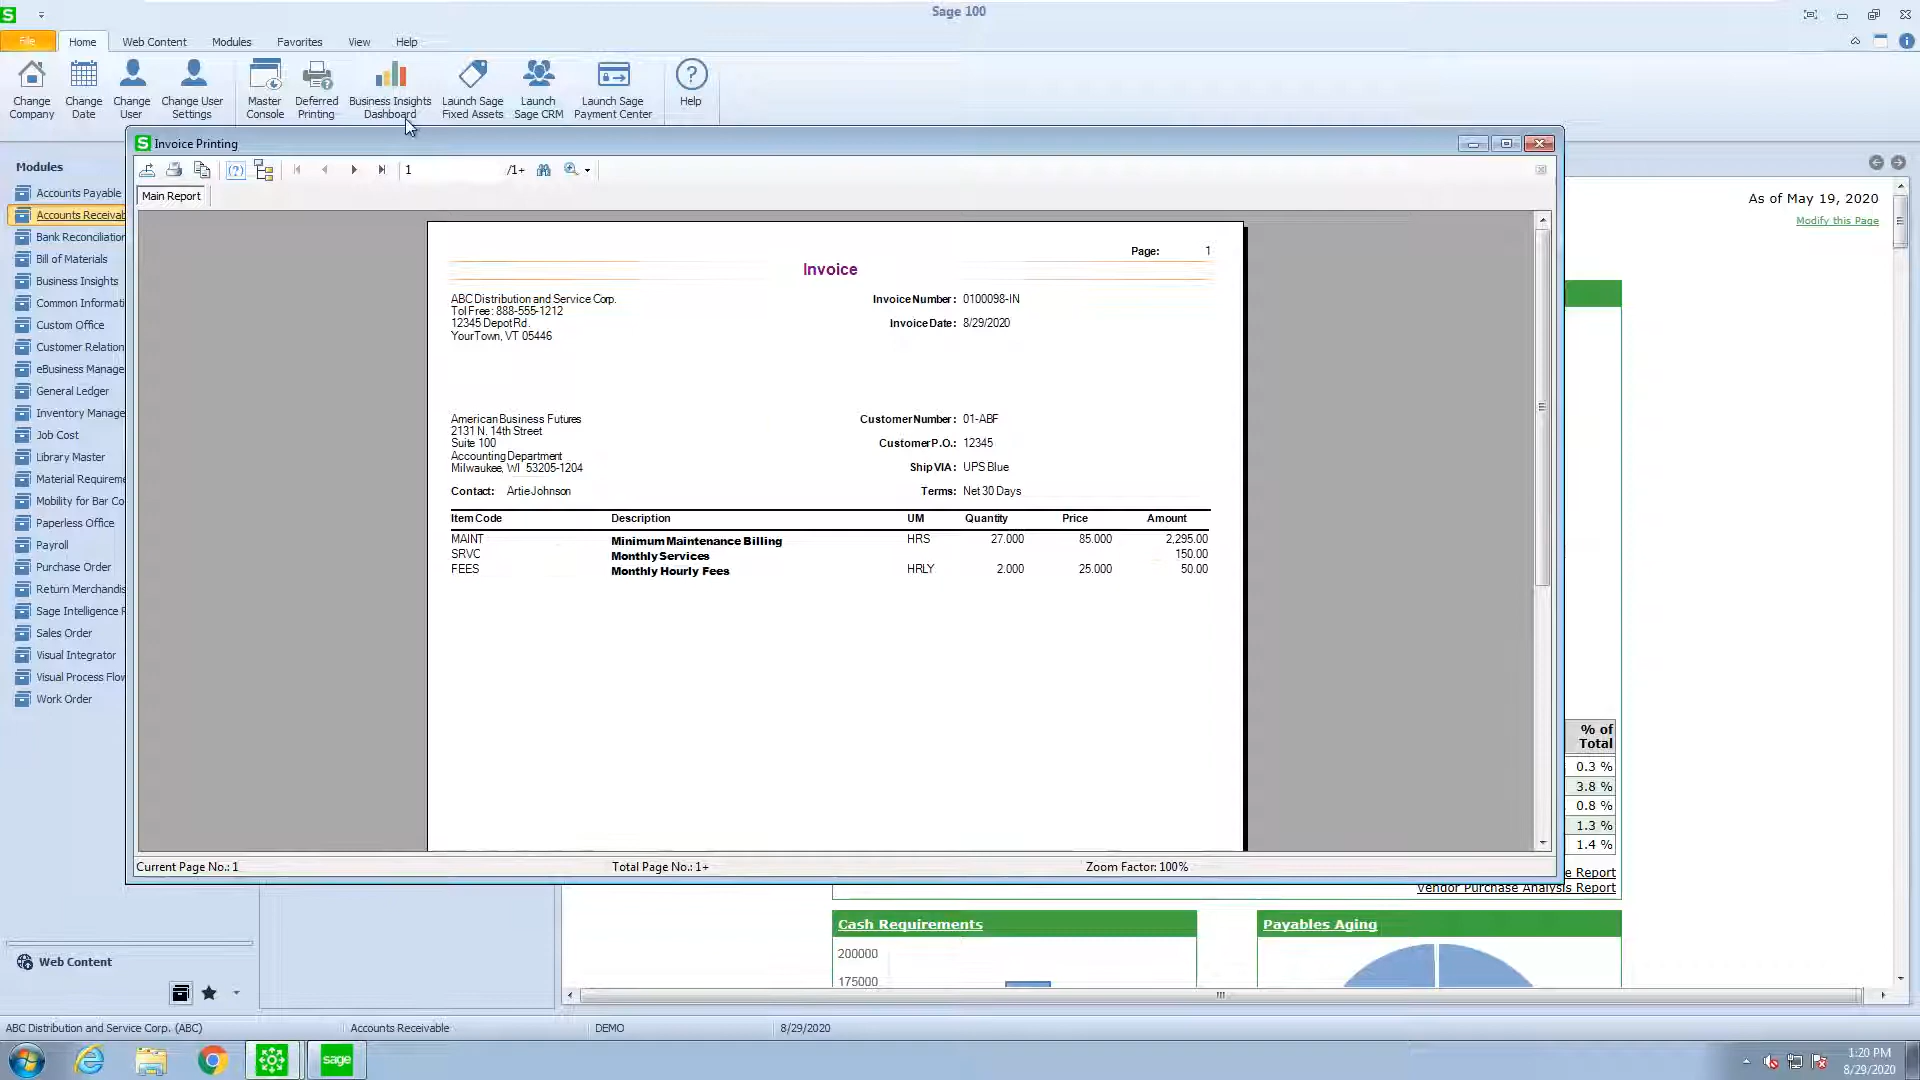 Sage 100
File Home Web Content Modules Favorites View Help
Change Company
Change Date
Change User
Change User Settings
Master Console
Deferred Printing
Business Insights Dashboard
Launch Sage Fixed Assets
Launch Sage CRM
Launch Sage Payment Center
Help
Modules
Accounts Payable
Accounts Receivab
Bank Reconciliation
Bill of Materials
Business Insights
Common Informati
Custom Office
Customer Relation
eBusiness Manage
General Ledger
Inventory Manage
Job Cost
Library Master
Material Requireme
Mobility for Bar Co
Paperless Office
Payroll
Purchase Order
Return Merchandis
Sage Intelligence R
Sales Order
Visual Integrator
Visual Process Flow
Work Order
Web Content
Invoice Printing
1 /1+
Main Report
Page: 1
Invoice
ABC Distribution and Service Corp.
Tol Free: 888-555-1212
12345 Depot Rd.
YourTown, VT 05446
Invoice Number: 0100098-IN
Invoice Date: 8/29/2020
American Business Futures
2131 N. 14th Street
Suite 100
Accounting Department
Milwaukee, WI 53205-1204
Contact: Artie Johnson
Customer Number: 01-ABF
Customer P.O.: 12345
Ship VIA: UPS Blue
Terms: Net 30 Days
Item Code Description UM Quantity Price Amount
MAINT Minimum Maintenance Billing HRS 27.000 85.000 2,295.00
SRVC Monthly Services 150.00
FEES Monthly Hourly Fees HRLY 2.000 25.000 50.00
Current Page No.: 1 Total Page No.: 1+ Zoom Factor: 100%
As of May 19, 2020
Modify this Page
% of
Total
0.3 %
3.8 %
0.8 %
1.3 %
1.4 %
e Report
Vendor Purchase Analysis Report
Cash Requirements
200000
175000
Payables Aging
ABC Distribution and Service Corp. (ABC) Accounts Receivable DEMO 8/29/2020
sage
1:20 PM
8/29/2020